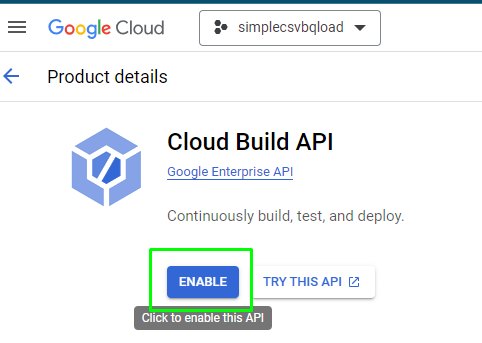 Google Cloud
simplecsvbqload
Product details
Cloud Build API
Google Enterprise API
Continuously build, test, and deploy.
ENABLE
TRY THIS API
Click to enable this API